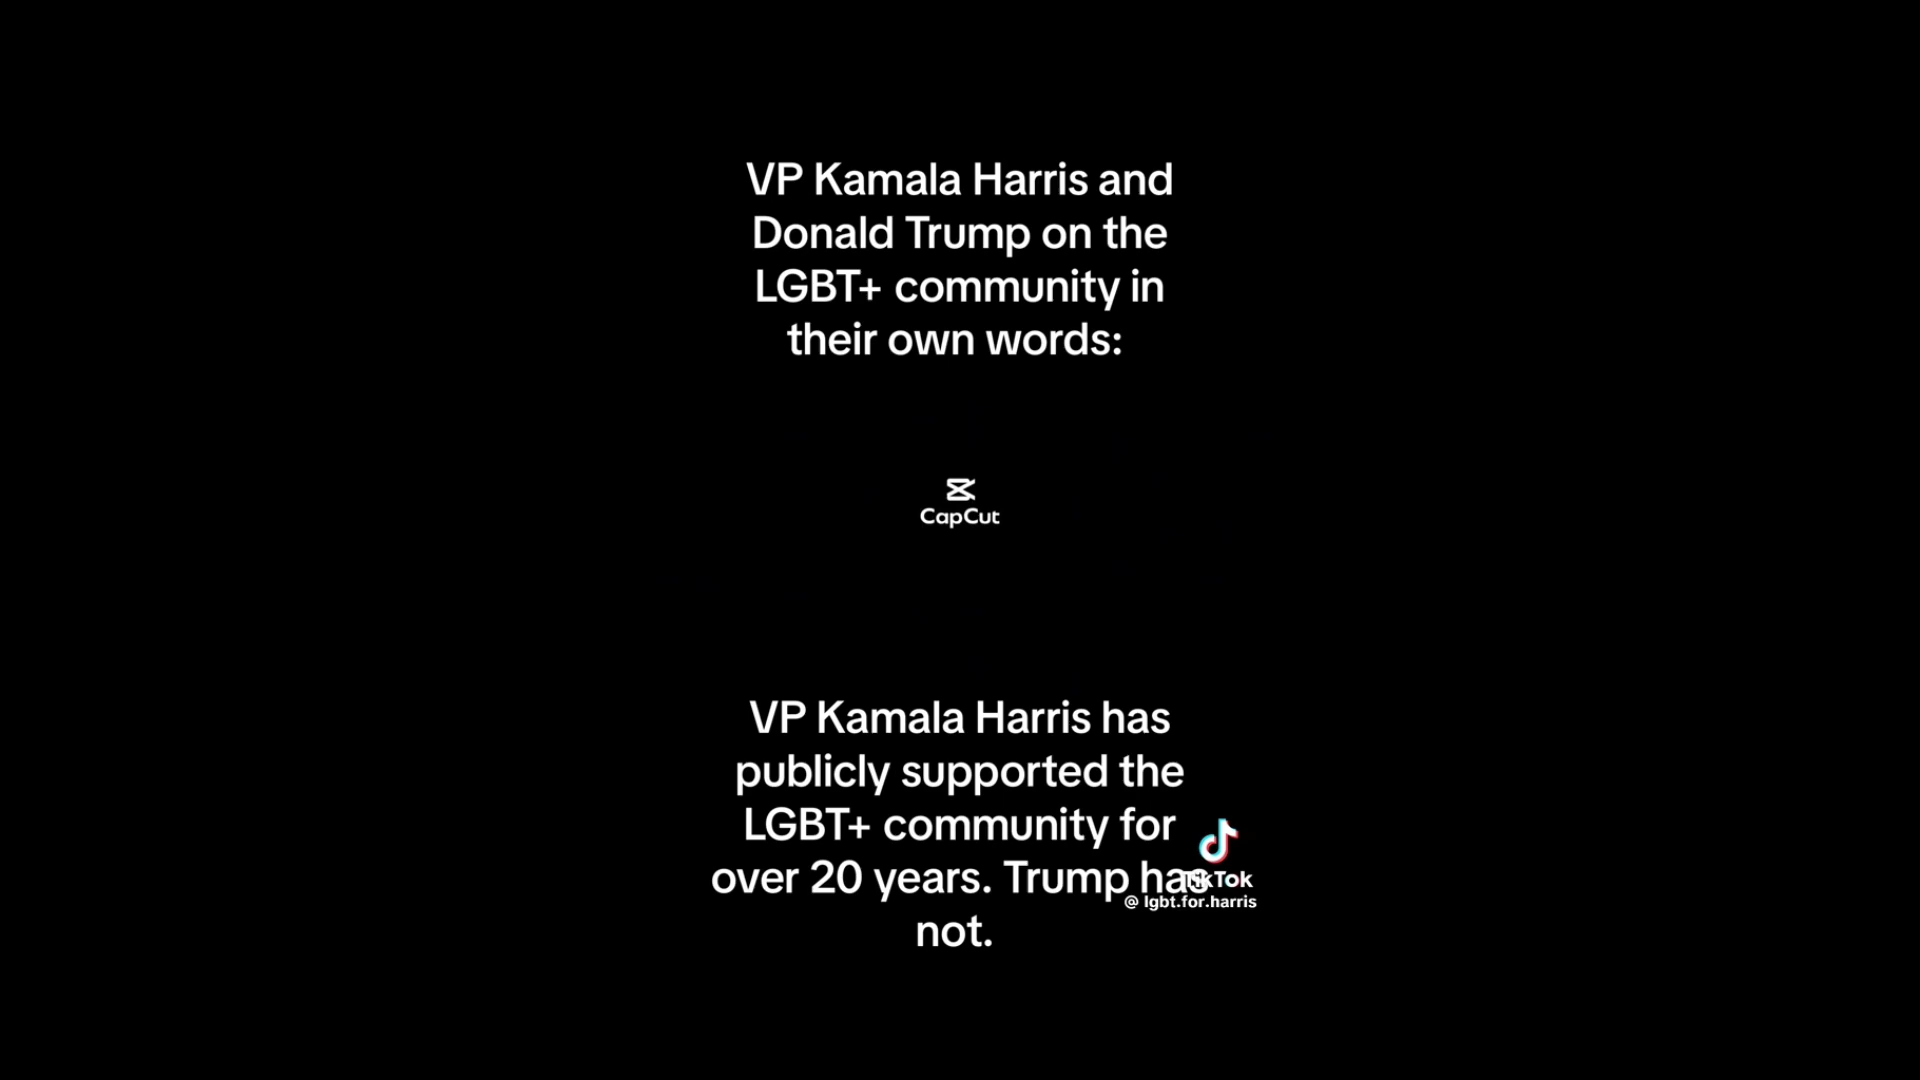 VP Kamala Harris and
Donald Trump on the
LGBT+ community in
their own words:
CapCut
VP Kamala Harris has
publicly supported the
LGBT+ community for
over 20 years. Trump has
not.
TikTok
@ lgbt.for.harris